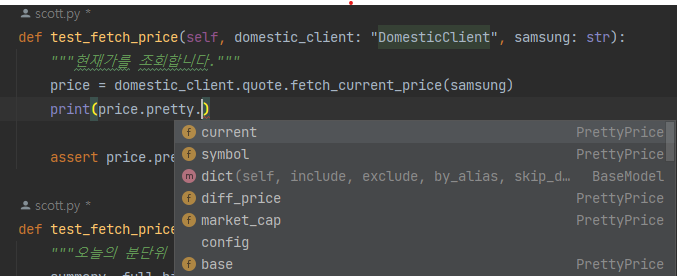 scott.py *
def test_fetch_price(self, domestic_client: "DomesticClient", samsung: str):
"""현재가를 조회합니다."""
price = domestic_client.quote.fetch_current_price(samsung)
print(price.pretty.)
f current PrettyPrice
f symbol PrettyPrice
assert price.pre
m dict(self, include, exclude, by_alias, skip_d… BaseModel
f diff_price PrettyPrice
scott.py *
f market_cap PrettyPrice
def test_fetch_price
config
"""오늘의 분단위
f base PrettyPrice